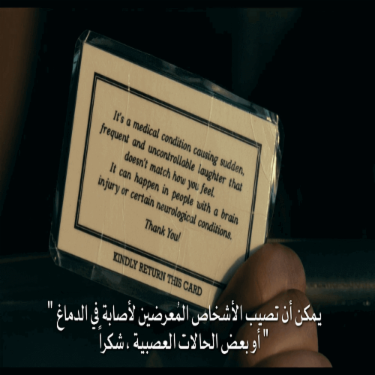 It's a medical condition causing sudden,
frequent and uncontrollable laughter that
doesn't match how you feel.
It can happen in people with a brain
injury or certain neurological conditions.
Thank You!
KINDLY RETURN THIS CARD
يمكن أن تصيب الأشخاص المُعرضين لأصابة في الدماغ "
" أو بعض الحالات العصبية ، شكراً